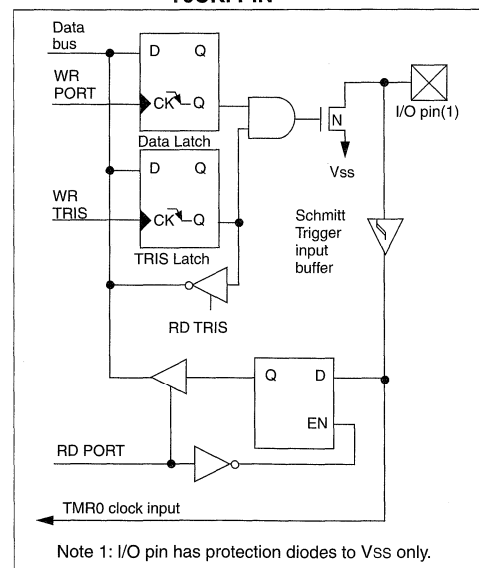 Data
bus
WR
PORT
D Q
CK Q
Data Latch
N
Vss
I/O pin(1)
WR
TRIS
D Q
CK Q
TRIS Latch
Schmitt
Trigger
input
buffer
RD TRIS
Q D
EN
RD PORT
TMR0 clock input
Note 1: I/O pin has protection diodes to VSS only.